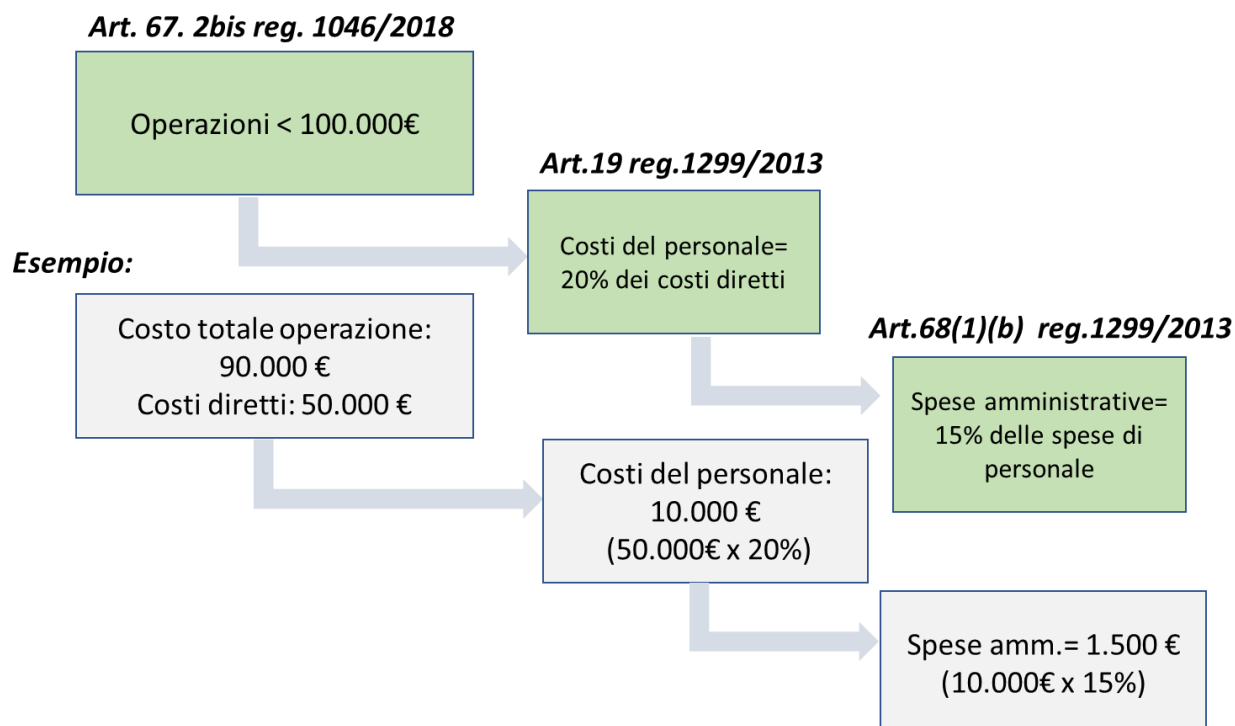 Art. 67. 2bis reg. 1046/2018
Operazioni < 100.000€
Art.19 reg.1299/2013
Costi del personale=
20% dei costi diretti
Art.68(1)(b)  reg.1299/2013
Spese amministrative=
15% delle spese di
personale
Esempio:
Costo totale operazione:
90.000 €
Costi diretti: 50.000 €
Costi del personale:
10.000 €
(50.000€ x 20%)
Spese amm.= 1.500 €
(10.000€ x 15%)